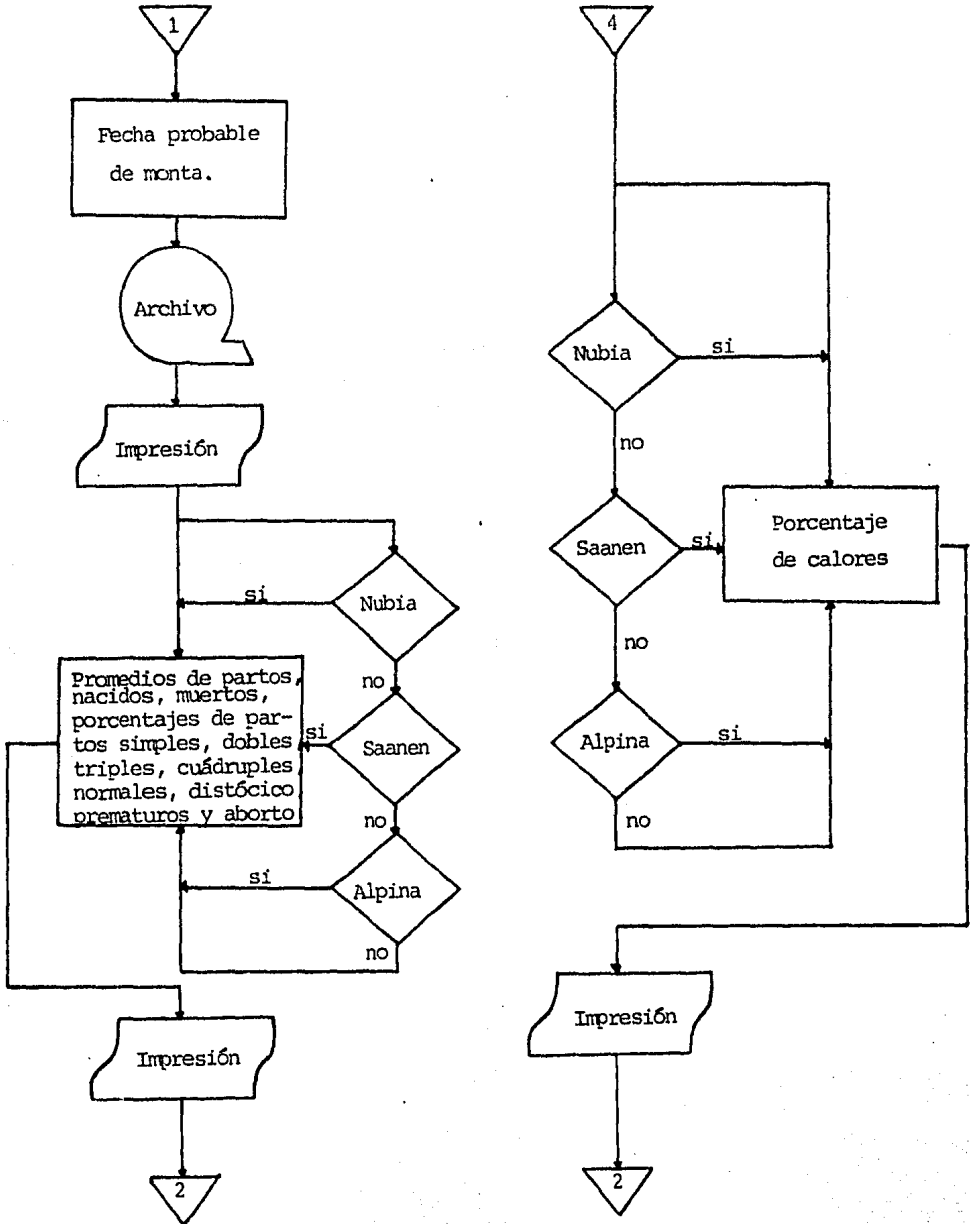 1
Fecha probable
de monta.
Archivo
Impresión
Nubia
si
no
Saanen
si
no
Alpina
si
no
Promedios de partos,
nacidos, muertos,
porcentajes de par-
tos simples, dobles
triples, cuádruples
normales, distócico
prematuros y aborto
Impresión
2
4
Nubia
si
no
Saanen
si
no
Alpina
si
no
Porcentaje
de calores
Impresión
2